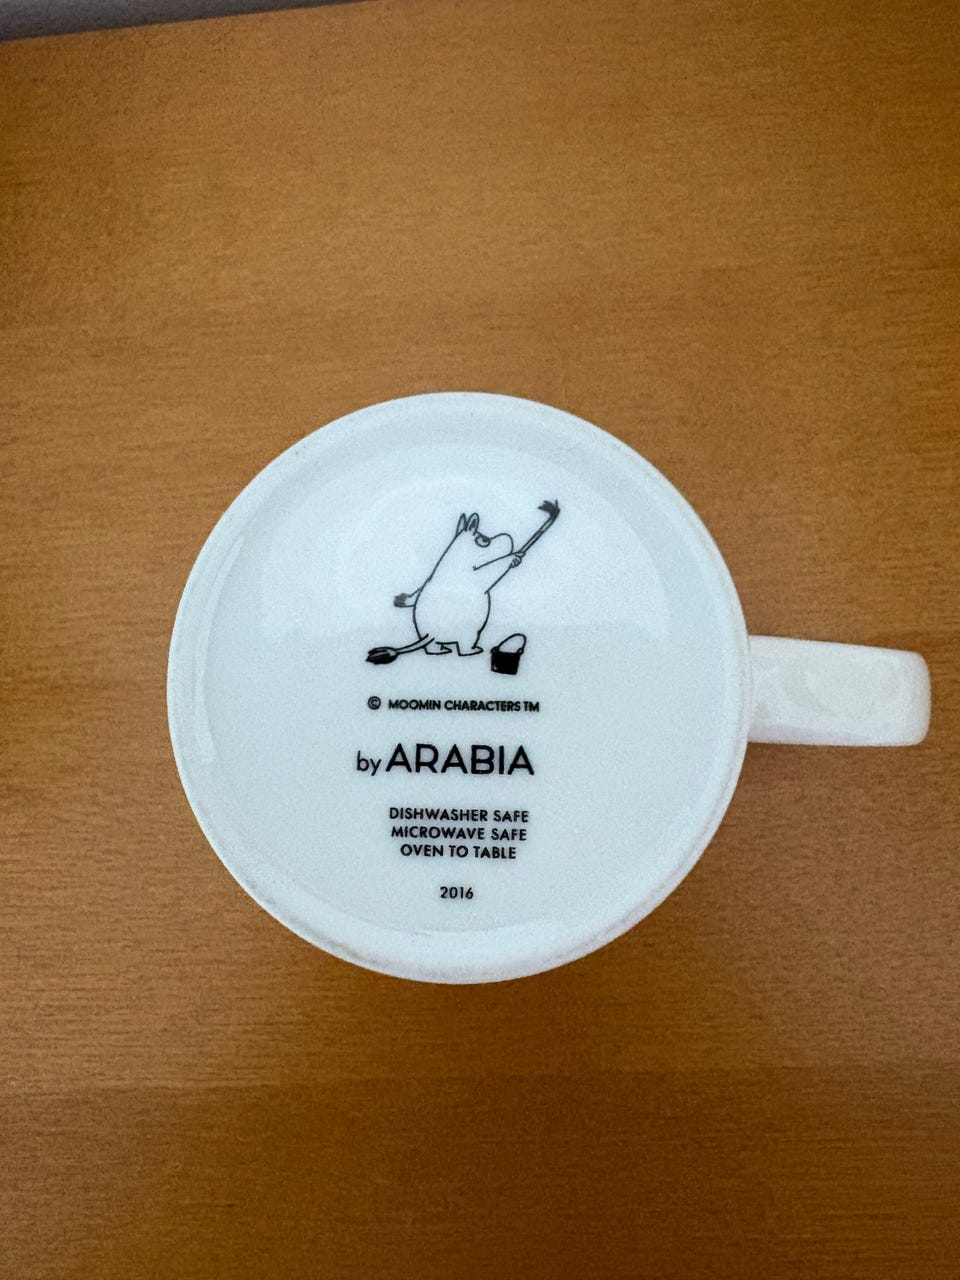 © MOOMIN CHARACTERS TM
by ARABIA
DISHWASHER SAFE
MICROWAVE SAFE
OVEN TO TABLE
2016